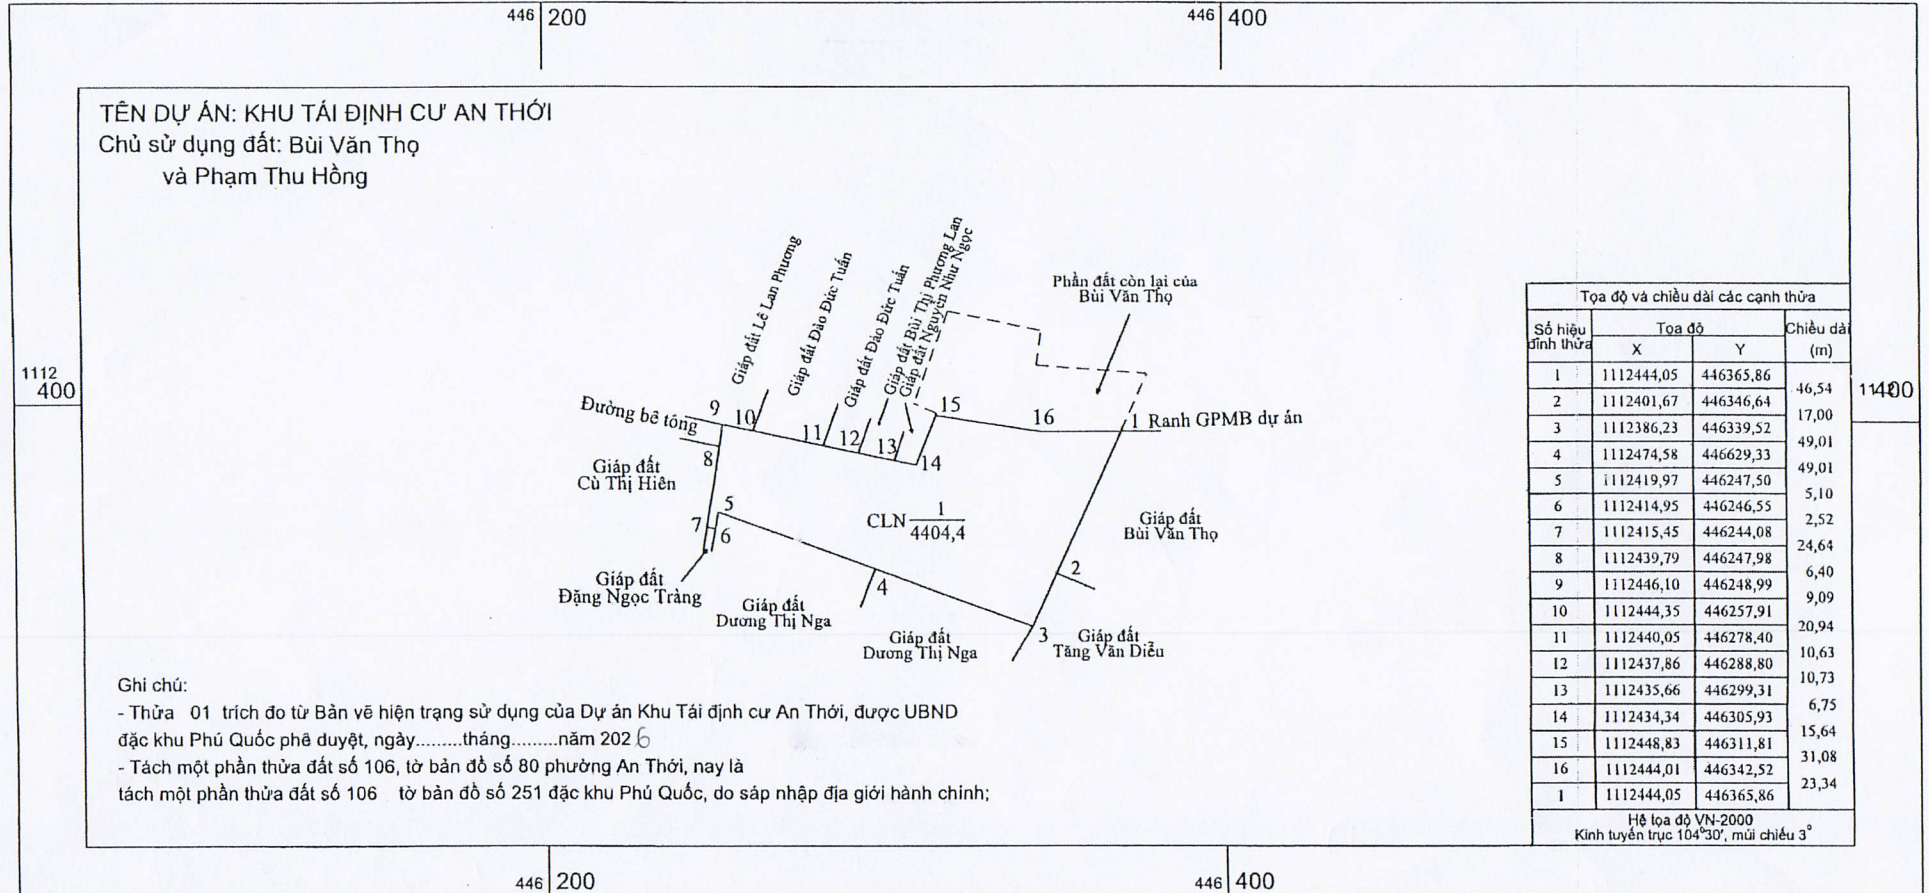 446 200
446 400
TÊN DỰ ÁN: KHU TÁI ĐỊNH CƯ AN THỚI
Chủ sử dụng đất: Bùi Văn Thọ
và Phạm Thu Hồng
1112
400
1112
400
Giáp đất Lê Lan Phương
Giáp đất Đào Đức Tuấn
Giáp đất Đào Đức Tuấn
Giáp đất Bùi Thị Phương Lan
Giáp đất Nguyễn Như Ngọc
Phần đất còn lại của
Bùi Văn Thọ
Đường bê tông
9
10
11
12
13
14
15
16
1
Ranh GPMB dự án
8
Giáp đất
Cù Thị Hiên
7
5
6
CLN 1
4404,4
Giáp đất
Bùi Văn Thọ
2
Giáp đất
Đặng Ngọc Tràng
4
Giáp đất
Dương Thị Nga
Giáp đất
Dương Thị Nga
3
Giáp đất
Tăng Văn Diễu
Tọa độ và chiều dài các cạnh thửa
Số hiệu
đỉnh thửa
Tọa độ
X Y
Chiều dài
(m)
1 1112444,05 446365,86
46,54
2 1112401,67 446346,64
17,00
3 1112386,23 446339,52
49,01
4 1112474,58 446629,33
49,01
5 1112419,97 446247,50
5,10
6 1112414,95 446246,55
2,52
7 1112415,45 446244,08
24,64
8 1112439,79 446247,98
6,40
9 1112446,10 446248,99
9,09
10 1112444,35 446257,91
20,94
11 1112440,05 446278,40
10,63
12 1112437,86 446288,80
10,73
13 1112435,66 446299,31
6,75
14 1112434,34 446305,93
15,64
15 1112448,83 446311,81
31,08
16 1112444,01 446342,52
23,34
1 1112444,05 446365,86
Hệ tọa độ VN-2000
Kinh tuyến trục 104°30', múi chiếu 3°
Ghi chú:
- Thửa 01 trích đo từ Bản vẽ hiện trạng sử dụng của Dự án Khu Tái định cư An Thới, được UBND
đặc khu Phú Quốc phê duyệt, ngày.........tháng.........năm 2026
- Tách một phần thửa đất số 106, tờ bản đồ số 80 phường An Thới, nay là
tách một phần thửa đất số 106 tờ bản đồ số 251 đặc khu Phú Quốc, do sáp nhập địa giới hành chính;
446 200
446 400